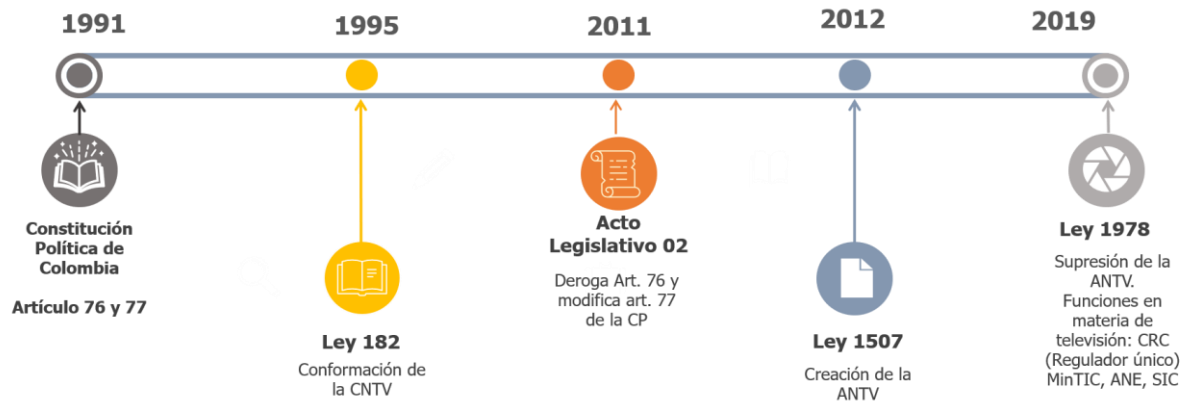 1991
1995
2011
2012
2019
Constitución
Política de
Colombia
Artículo 76 y 77
Ley 182
Conformación de
la CNTV
Acto
Legislativo 02
Deroga Art. 76 y
modifica art. 77
de la CP
Ley 1507
Creación de la
ANTV
Ley 1978
Supresión de la
ANTV.
Funciones en
materia de
televisión: CRC
(Regulador único)
MinTIC, ANE, SIC